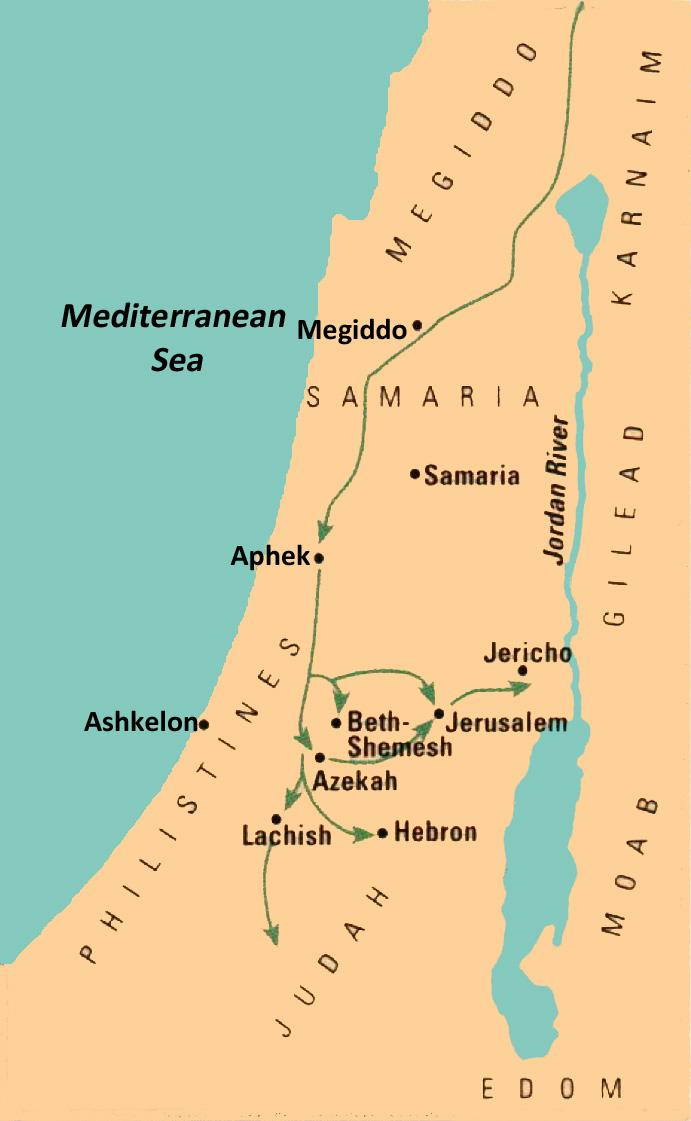 MEGIDDO
KARNAIM
Mediterranean
Sea
Megiddo
SAMARIA
Samaria
Jordan River
GILEAD
Aphek
Jericho
PHILISTINES
Ashkelon
Beth-
Shemesh
Jerusalem
Azekah
Lachish
Hebron
MOAB
JUDAH
EDOM